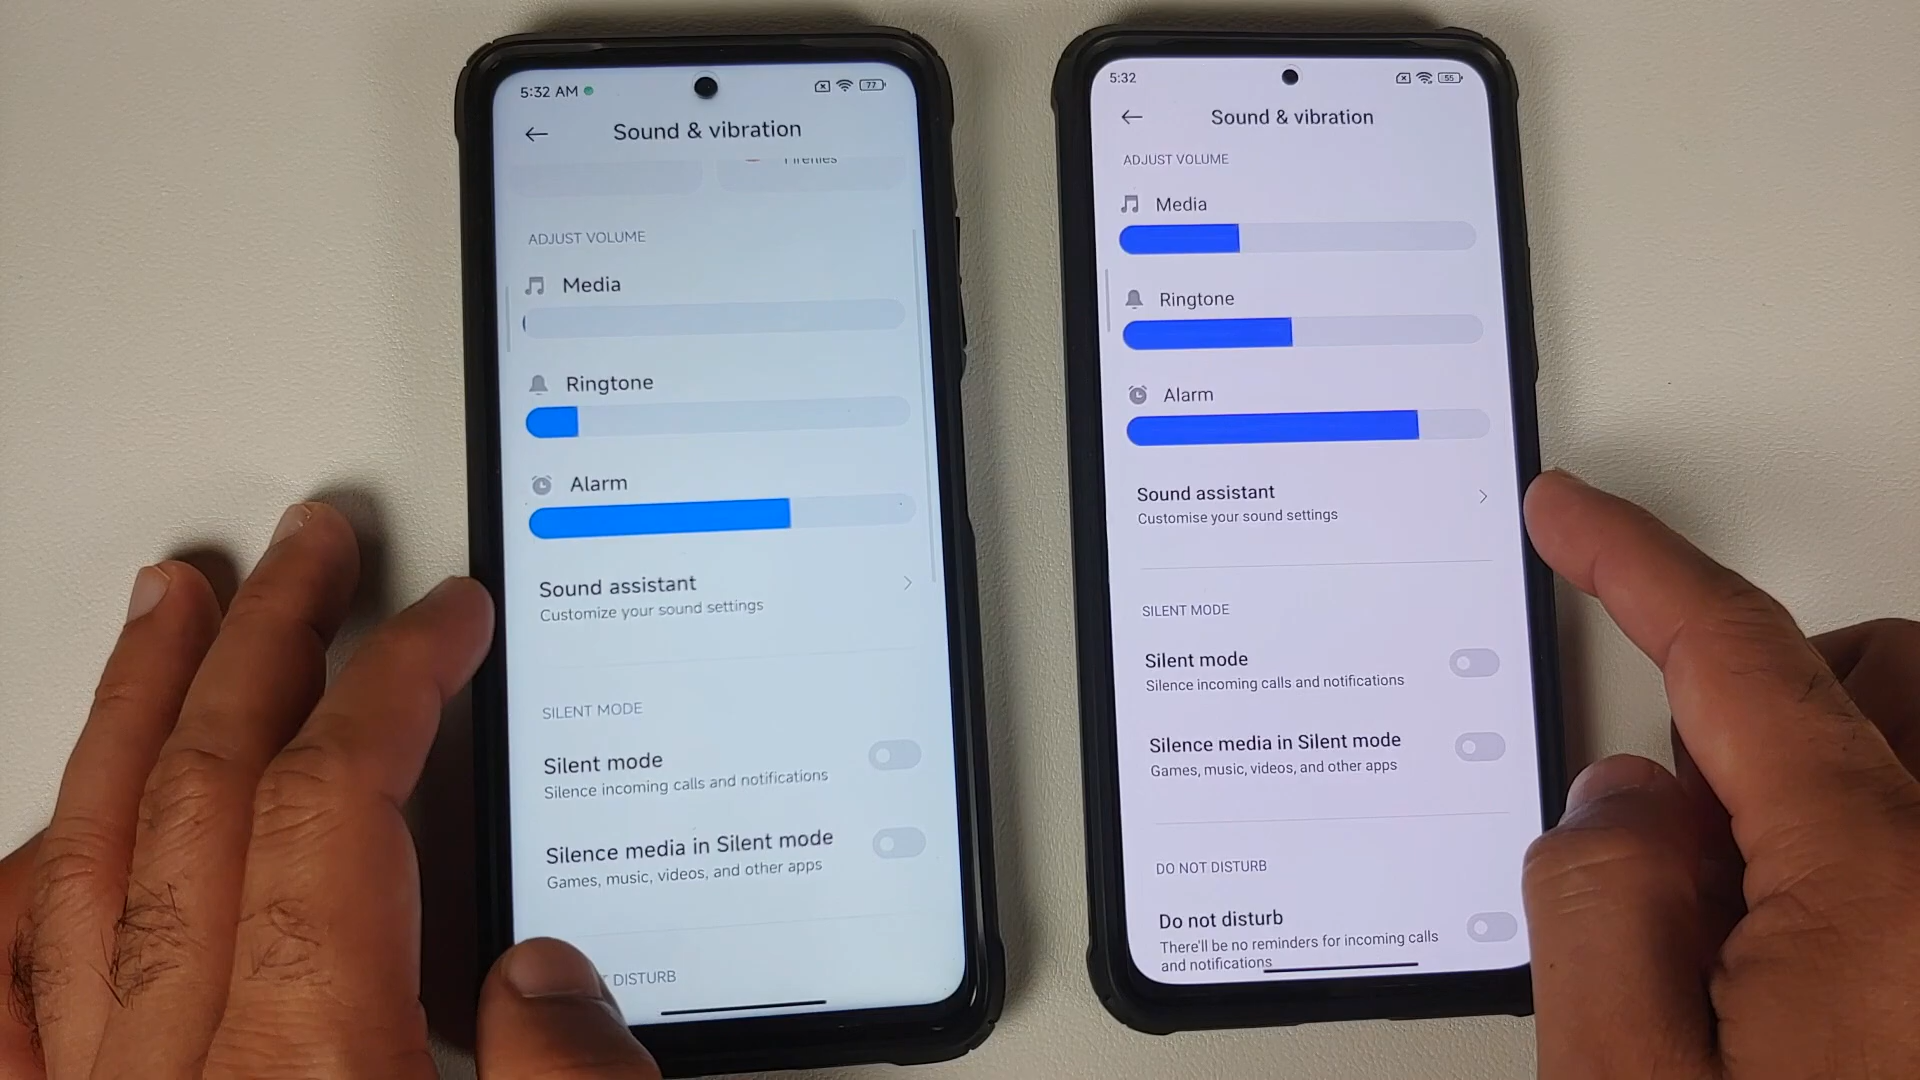 5:32 AM
77
Sound & vibration
Fireflies
ADJUST VOLUME
Media
Ringtone
Alarm
Sound assistant
Customize your sound settings
SILENT MODE
Silent mode
Silence incoming calls and notifications
Silence media in Silent mode
Games, music, videos, and other apps
DISTURB
5:32
55
Sound & vibration
ADJUST VOLUME
Media
Ringtone
Alarm
Sound assistant
Customise your sound settings
SILENT MODE
Silent mode
Silence incoming calls and notifications
Silence media in Silent mode
Games, music, videos, and other apps
DO NOT DISTURB
Do not disturb
There'll be no reminders for incoming calls
and notifications